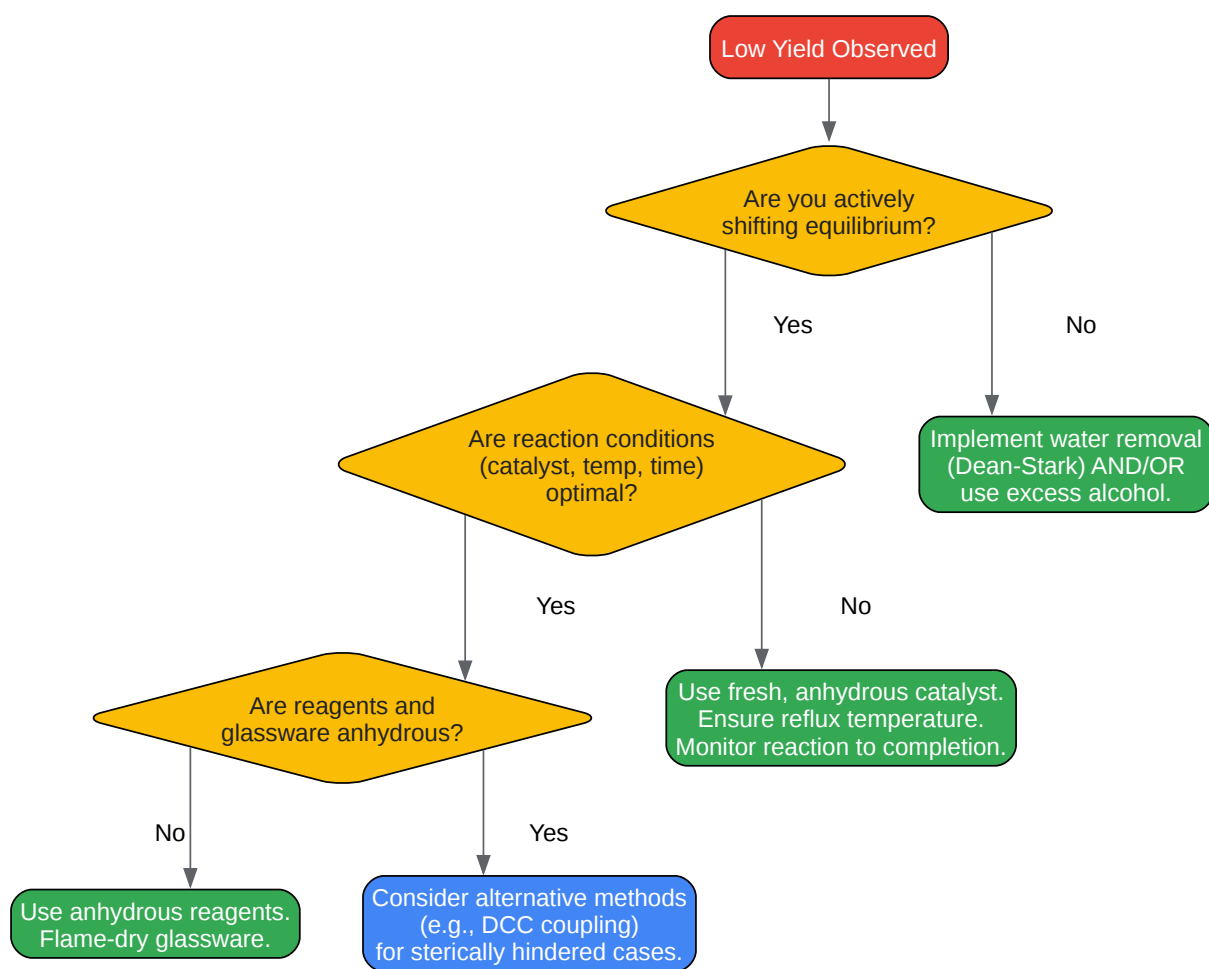 Low Yield Observed
Are you actively
shifting equilibrium?
Yes
No
Are reaction conditions
(catalyst, temp, time)
optimal?
Implement water removal
(Dean-Stark) AND/OR
use excess alcohol.
Yes
No
Are reagents and
glassware anhydrous?
Use fresh, anhydrous catalyst.
Ensure reflux temperature.
Monitor reaction to completion.
No
Yes
Use anhydrous reagents.
Flame-dry glassware.
Consider alternative methods
(e.g., DCC coupling)
for sterically hindered cases.